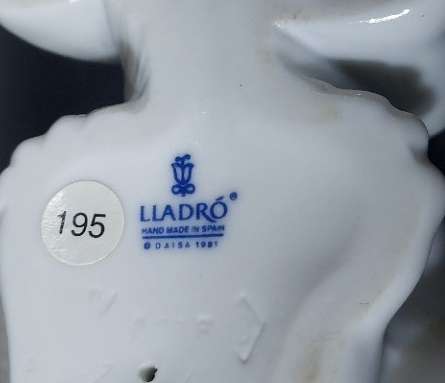 195
LLADRÓ®
HAND MADE IN SPAIN
© DAISA 1981